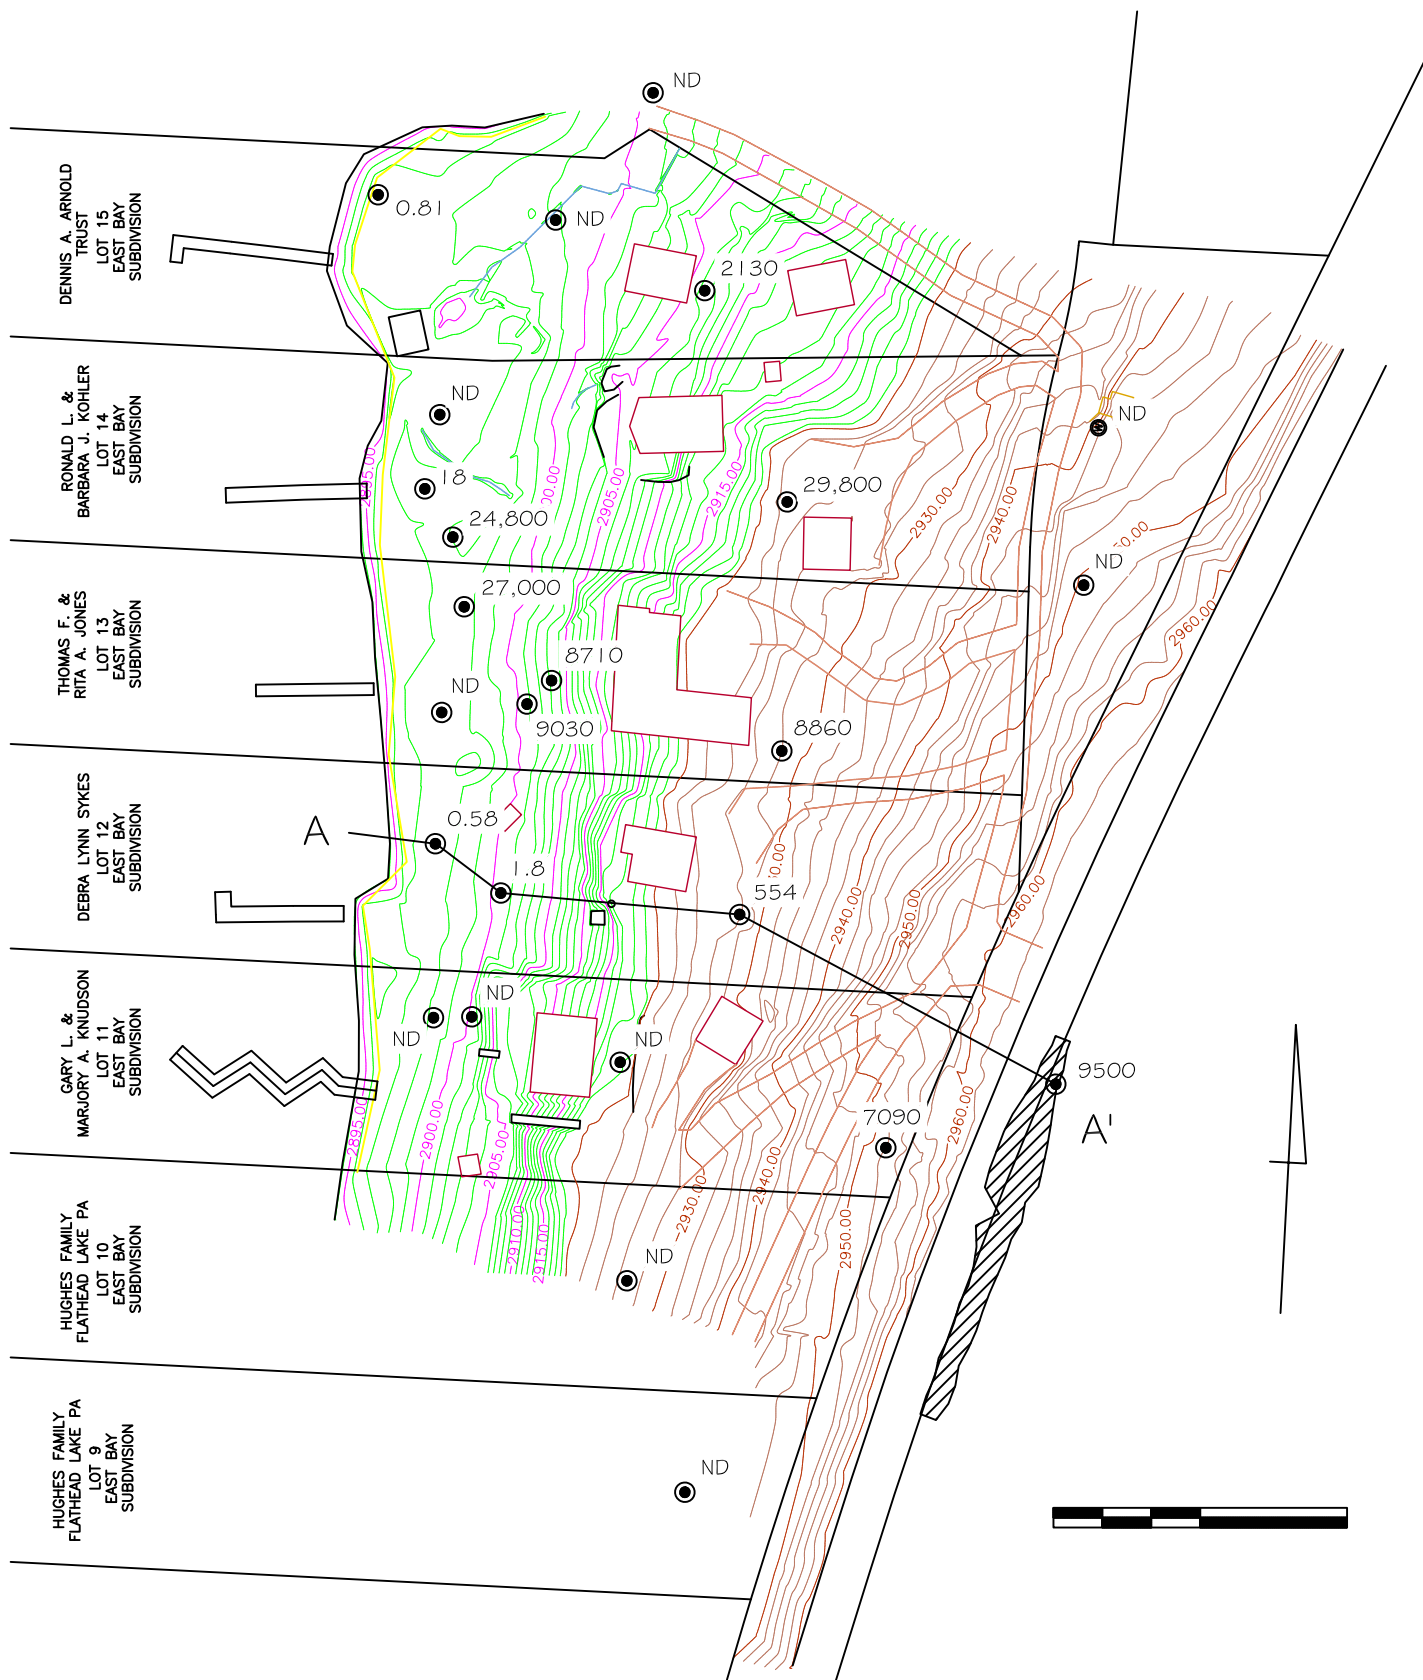 ND
DENNIS A. ARNOLD
TRUST
LOT 15
EAST BAY
SUBDIVISION
0.81
ND
2130
RONALD L. &
BARBARA J. KOHLER
LOT 14
EAST BAY
SUBDIVISION
ND
ND
2895.00
18
00.00
2905.00
2915.00
29,800
2930.00
2940.00
24,800
0.00
ND
THOMAS F. &
RITA A. JONES
LOT 13
EAST BAY
SUBDIVISION
27,000
2960.00
8710
ND
9030
8860
DEBRA LYNN SYKES
LOT 12
EAST BAY
SUBDIVISION
A
0.58
1.8
0.00
554
2940.00
2950.00
2960.00
GARY L. &
MARJORY A. KNUDSON
LOT 11
EAST BAY
SUBDIVISION
ND
ND
ND
9500
2895.00
2900.00
2905.00
7090
2960.00
A'
HUGHES FAMILY
FLATHEAD LAKE PA
LOT 10
EAST BAY
SUBDIVISION
2910.00
2915.00
2930.00
2940.00
2950.00
ND
HUGHES FAMILY
FLATHEAD LAKE PA
LOT 9
EAST BAY
SUBDIVISION
ND